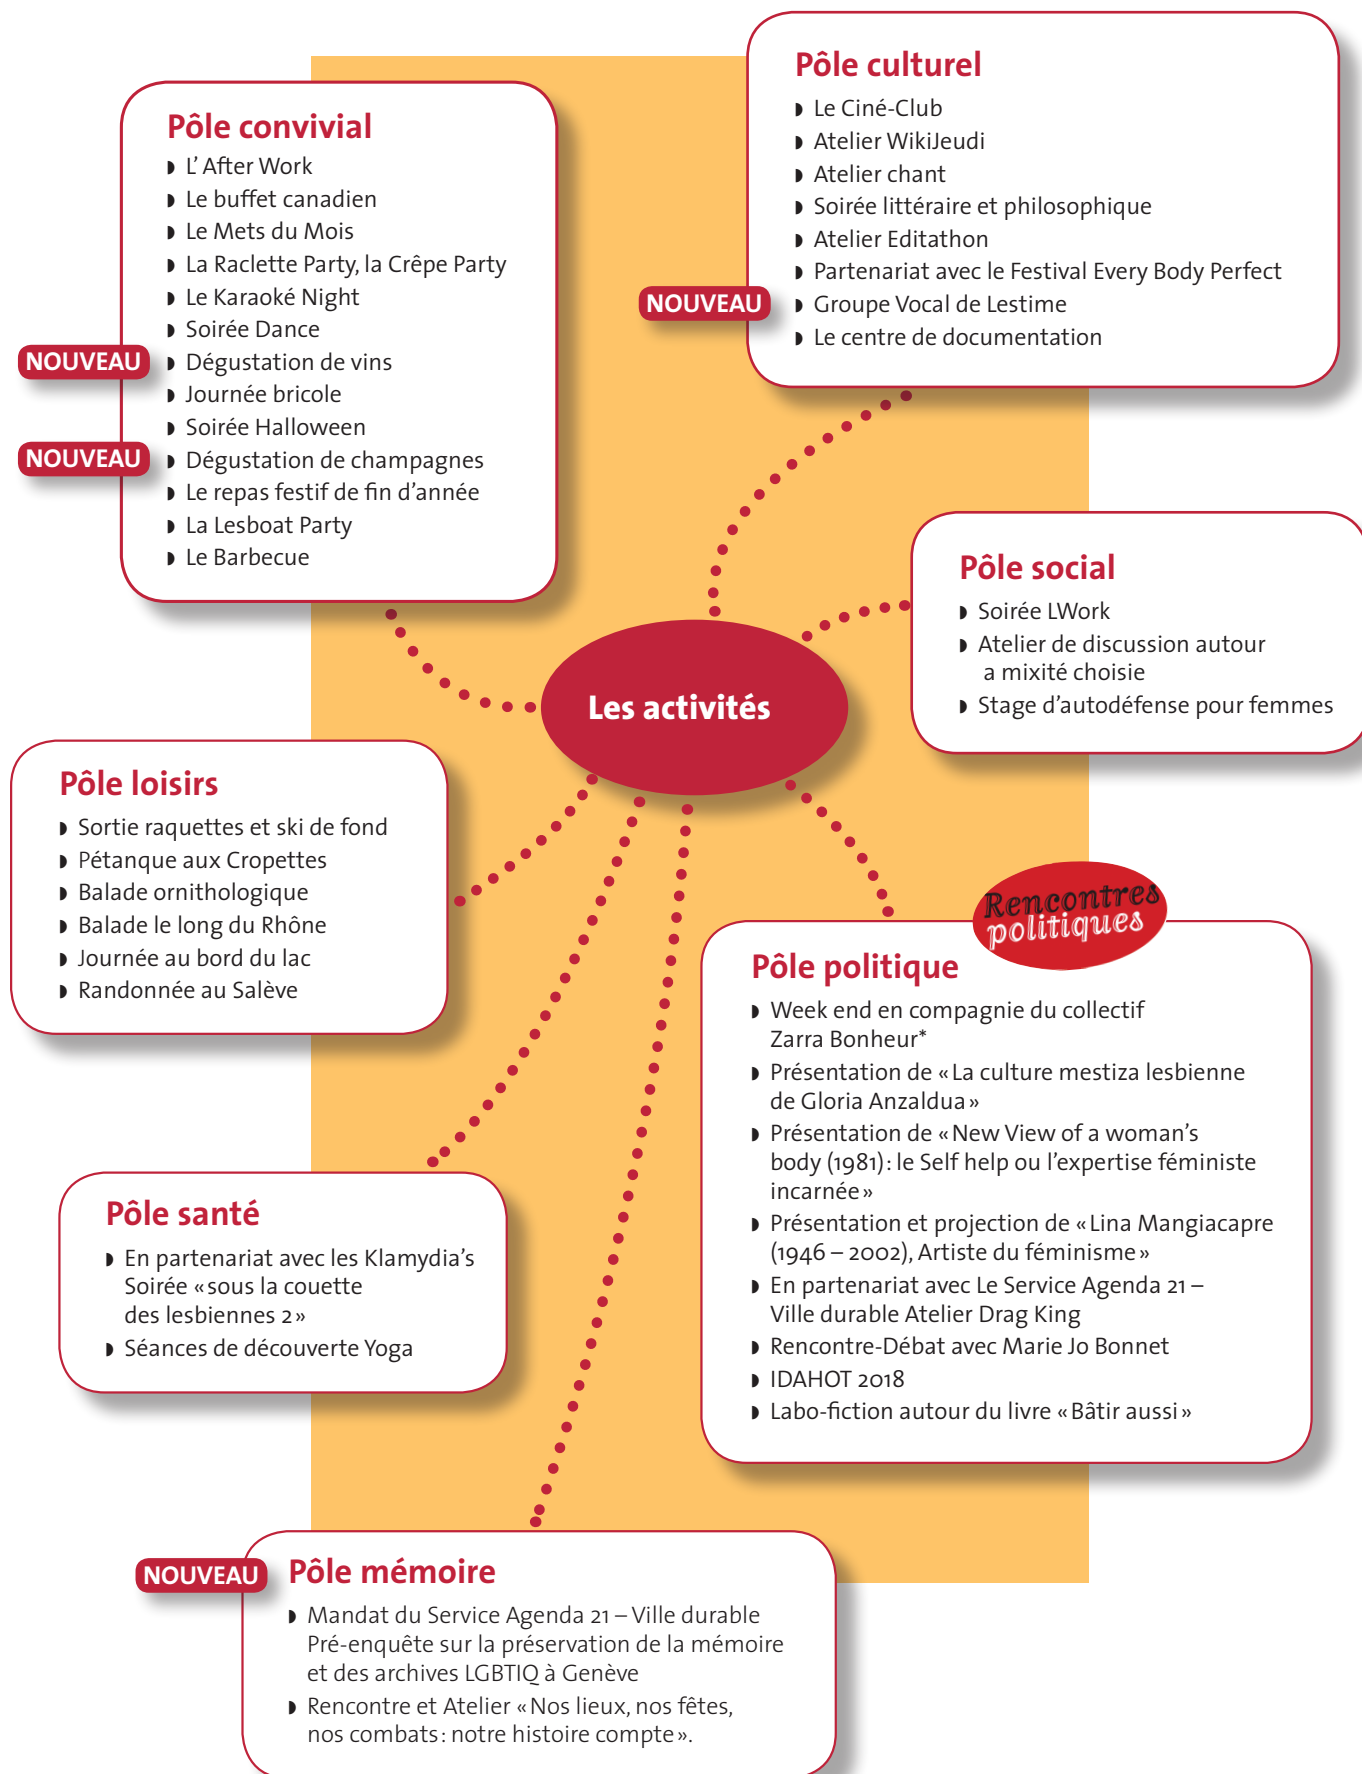 Pôle culturel
◗ Le Ciné-Club
◗ Atelier WikiJeudi
◗ Atelier chant
◗ Soirée littéraire et philosophique
◗ Atelier Editathon
◗ Partenariat avec le Festival Every Body Perfect
NOUVEAU ◗ Groupe Vocal de Lestime
◗ Le centre de documentation
Pôle convivial
◗ L' After Work
◗ Le buffet canadien
◗ Le Mets du Mois
◗ La Raclette Party, la Crêpe Party
◗ Le Karaoké Night
◗ Soirée Dance
NOUVEAU ◗ Dégustation de vins
◗ Journée bricole
◗ Soirée Halloween
NOUVEAU ◗ Dégustation de champagnes
◗ Le repas festif de fin d'année
◗ La Lesboat Party
◗ Le Barbecue
Pôle social
◗ Soirée LWork
◗ Atelier de discussion autour
a mixité choisie
◗ Stage d'autodéfense pour femmes
Les activités
Pôle loisirs
◗ Sortie raquettes et ski de fond
◗ Pétanque aux Cropettes
◗ Balade ornithologique
◗ Balade le long du Rhône
◗ Journée au bord du lac
◗ Randonnée au Salève
Rencontres
politiques
Pôle politique
◗ Week end en compagnie du collectif
Zarra Bonheur*
◗ Présentation de « La culture mestiza lesbienne
de Gloria Anzaldua »
◗ Présentation de « New View of a woman's
body (1981) : le Self help ou l'expertise féministe
incarnée »
◗ Présentation et projection de « Lina Mangiacapre
(1946 – 2002), Artiste du féminisme »
◗ En partenariat avec Le Service Agenda 21 –
Ville durable Atelier Drag King
◗ Rencontre-Débat avec Marie Jo Bonnet
◗ IDAHOT 2018
◗ Labo-fiction autour du livre « Bâtir aussi »
Pôle santé
◗ En partenariat avec les Klamydia's
Soirée « sous la couette
des lesbiennes 2 »
◗ Séances de découverte Yoga
NOUVEAU Pôle mémoire
◗ Mandat du Service Agenda 21 – Ville durable
Pré-enquête sur la préservation de la mémoire
et des archives LGBTIQ à Genève
◗ Rencontre et Atelier « Nos lieux, nos fêtes,
nos combats : notre histoire compte ».